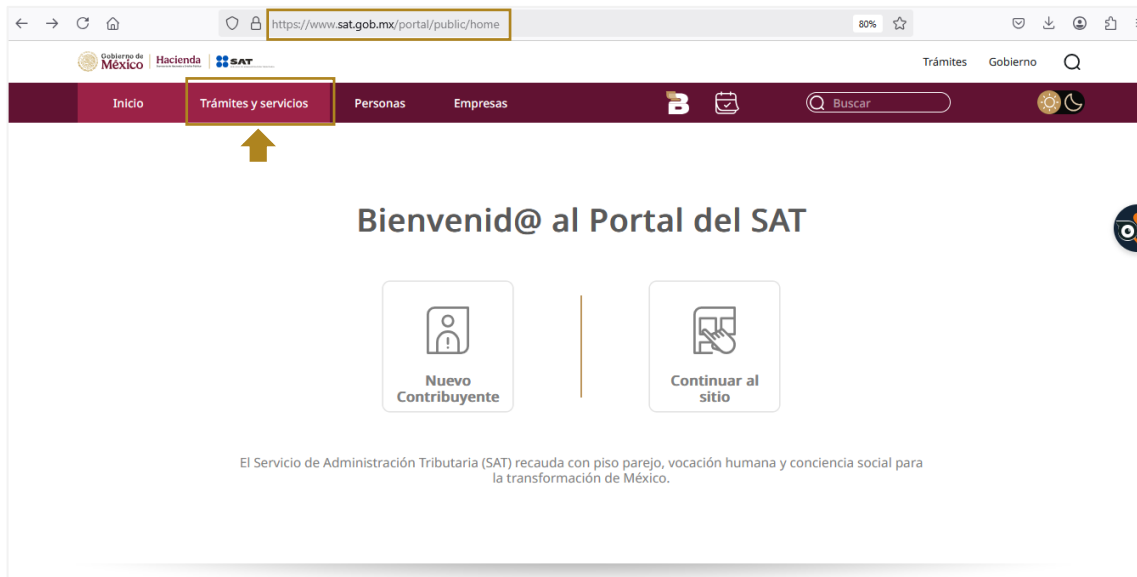 https://www.sat.gob.mx/portal/public/home
80%
Gobierno de México
Hacienda
SAT
Trámites
Gobierno
Inicio
Trámites y servicios
Personas
Empresas
B
Buscar
Bienvenid@ al Portal del SAT
Nuevo
Contribuyente
Continuar al
sitio
El Servicio de Administración Tributaria (SAT) recauda con piso parejo, vocación humana y conciencia social para
la transformación de México.